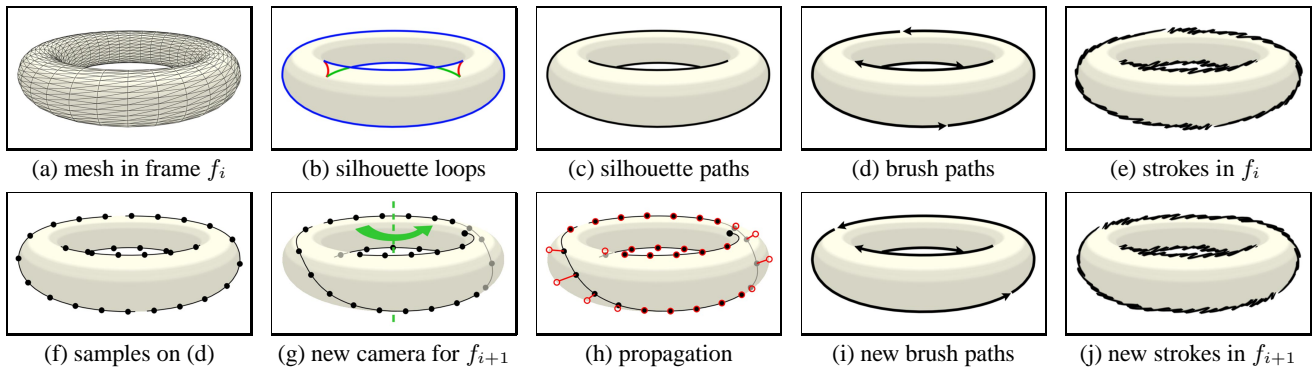 (a) mesh in frame f_i
(b) silhouette loops
(c) silhouette paths
(d) brush paths
(e) strokes in f_i
(f) samples on (d)
(g) new camera for f_{i+1}
(h) propagation
(i) new brush paths
(j) new strokes in f_{i+1}